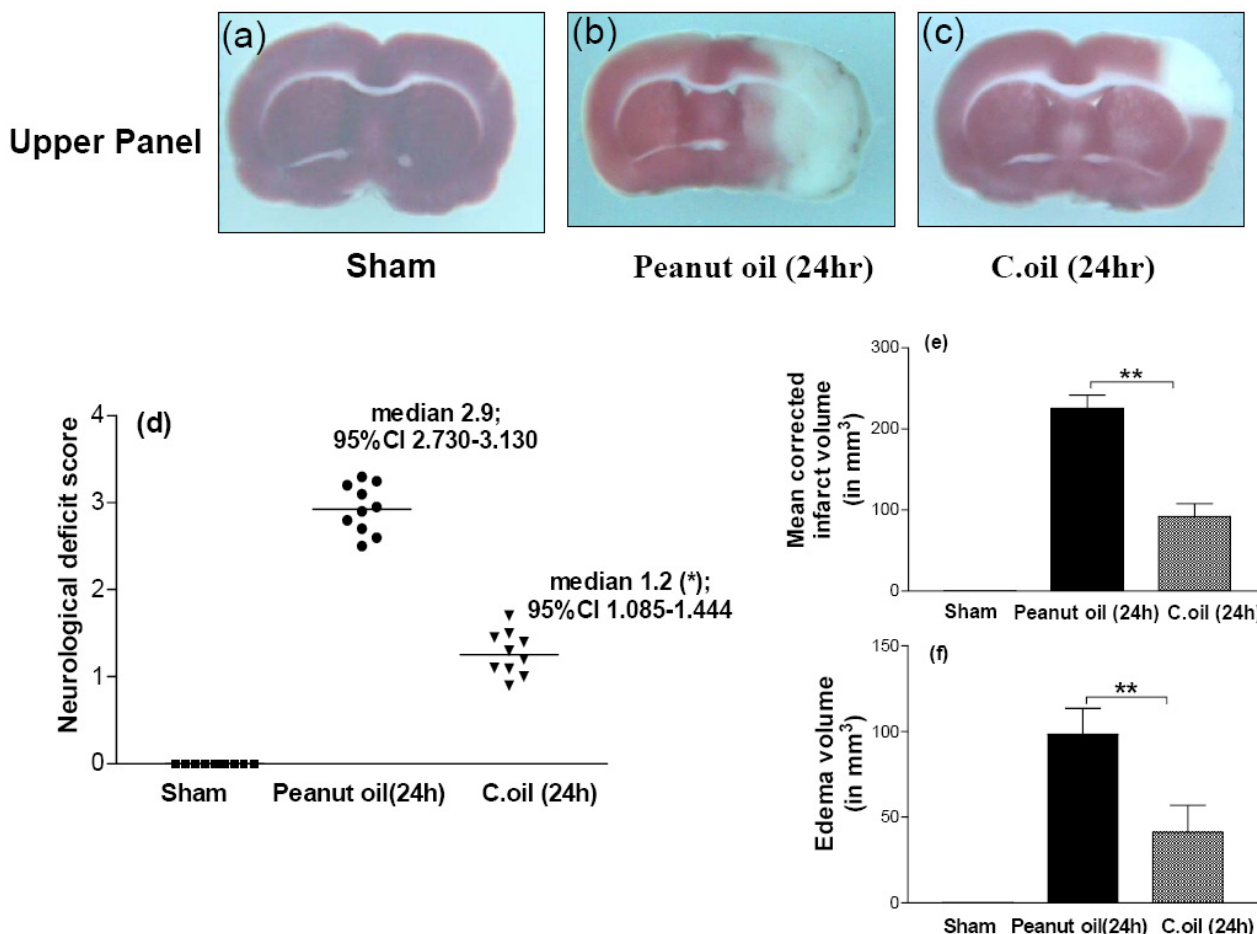 (a)
(b)
(c)
Upper Panel
Sham
Peanut oil (24hr)
C.oil (24hr)
(d)
Neurological deficit score
4
3
2
1
0
median 2.9;
95%CI 2.730-3.130
median 1.2 (*);
95%CI 1.085-1.444
Sham
Peanut oil(24h)
C.oil (24h)
(e)
Mean corrected
infarct volume
(in mm³)
300
200
100
0
**
Sham
Peanut oil (24h)
C.oil (24h)
(f)
Edema volume
(in mm³)
150
100
50
0
**
Sham
Peanut oil(24h)
C.oil (24h)